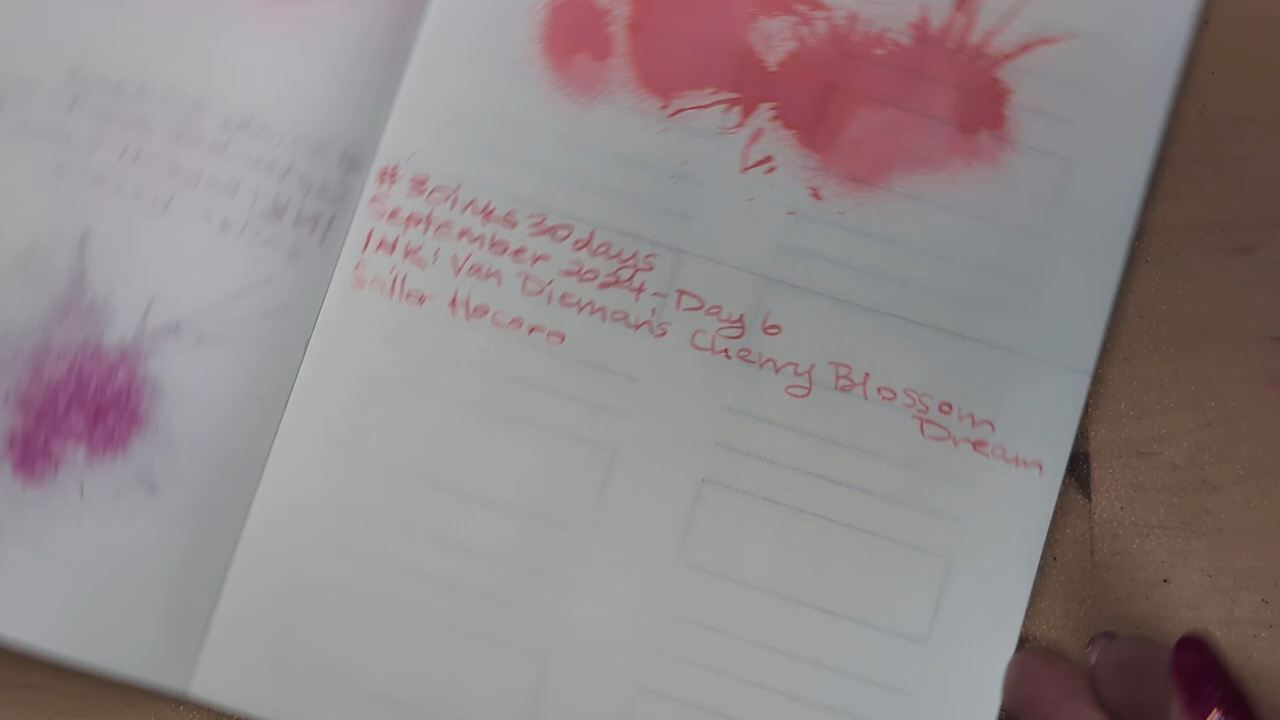 #30inks30days
September 2024 - Day 6
INK: Van Dieman's Cherry Blossom
Dream
Sailor Hocoro